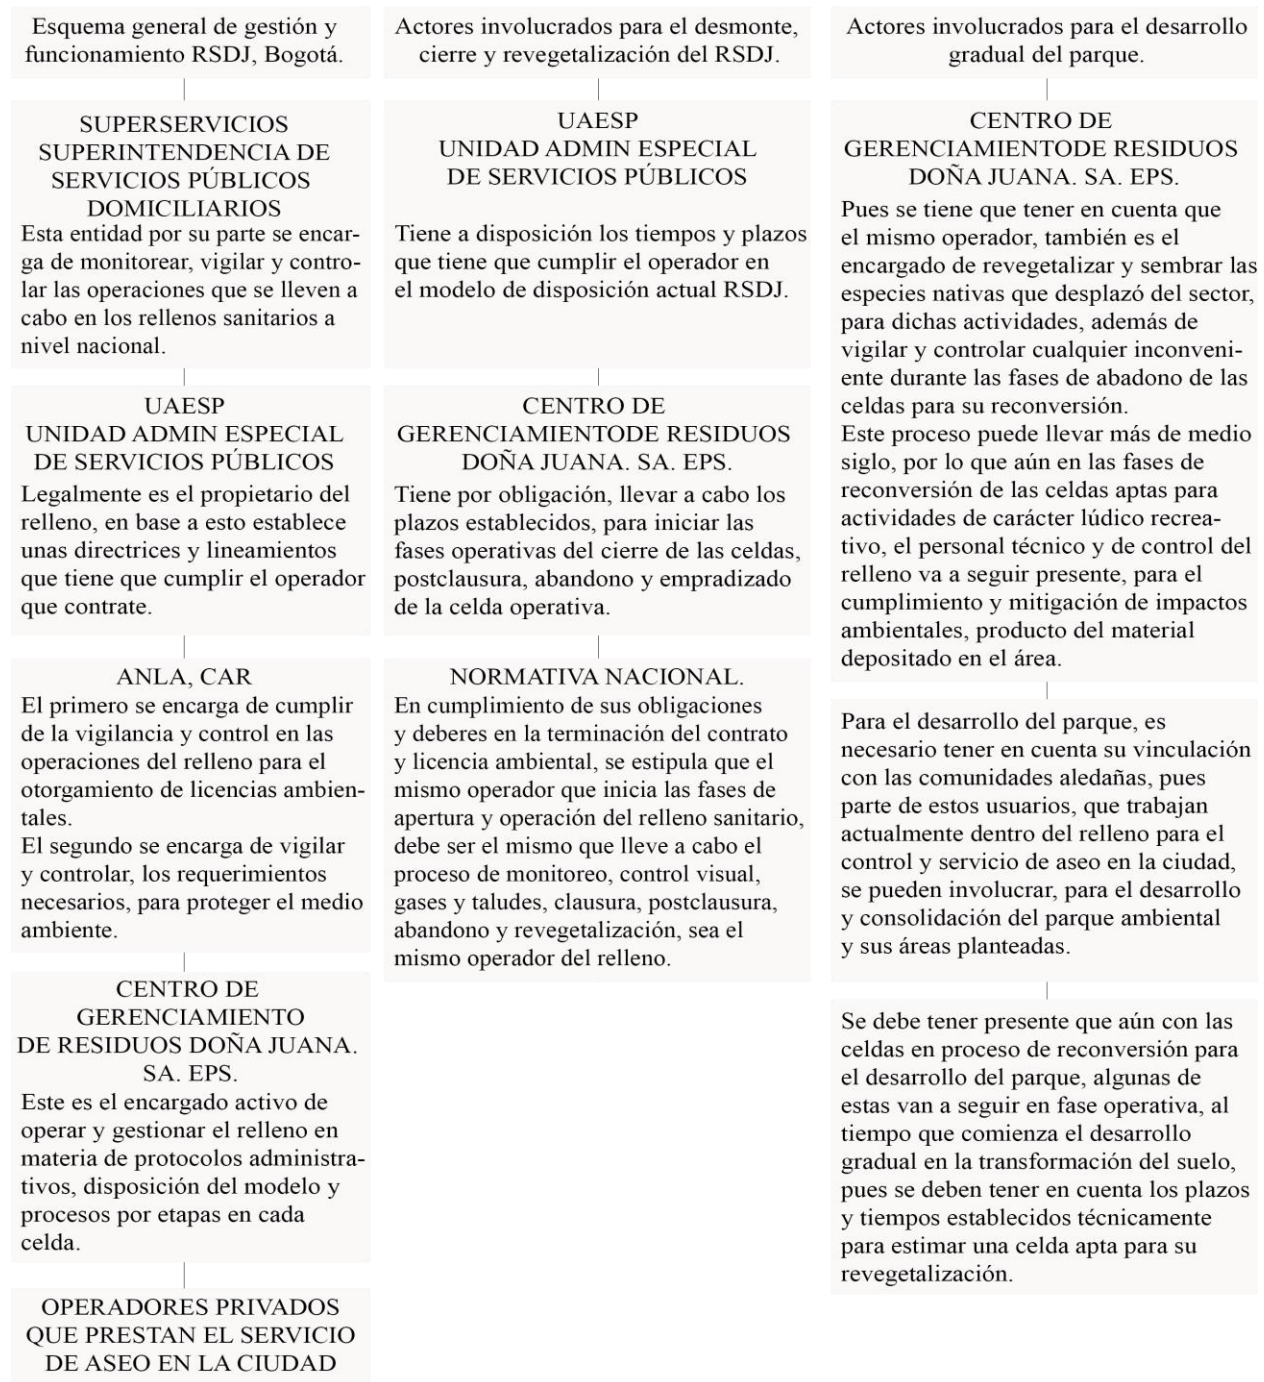 Esquema general de gestión y
funcionamiento RSDJ, Bogotá.
SUPERSERVICIOS
SUPERINTENDENCIA DE
SERVICIOS PÚBLICOS
DOMICILIARIOS
Esta entidad por su parte se encar-
ga de monitorear, vigilar y contro-
lar las operaciones que se lleven a
cabo en los rellenos sanitarios a
nivel nacional.
UAESP
UNIDAD ADMIN ESPECIAL
DE SERVICIOS PÚBLICOS
Legalmente es el propietario del
relleno, en base a esto establece
unas directrices y lineamientos
que tiene que cumplir el operador
que contrate.
ANLA, CAR
El primero se encarga de cumplir
de la vigilancia y control en las
operaciones del relleno para el
otorgamiento de licencias ambien-
tales.
El segundo se encarga de vigilar
y controlar, los requerimientos
necesarios, para proteger el medio
ambiente.
CENTRO DE
GERENCIAMIENTO
DE RESIDUOS DOÑA JUANA.
SA. EPS.
Este es el encargado activo de
operar y gestionar el relleno en
materia de protocolos administra-
tivos, disposición del modelo y
procesos por etapas en cada
celda.
OPERADORES PRIVADOS
QUE PRESTAN EL SERVICIO
DE ASEO EN LA CIUDAD
Actores involucrados para el desmonte,
cierre y revegetalización del RSDJ.
UAESP
UNIDAD ADMIN ESPECIAL
DE SERVICIOS PÚBLICOS
Tiene a disposición los tiempos y plazos
que tiene que cumplir el operador en
el modelo de disposición actual RSDJ.
CENTRO DE
GERENCIAMIENTODE RESIDUOS
DOÑA JUANA. SA. EPS.
Tiene por obligación, llevar a cabo los
plazos establecidos, para iniciar las
fases operativas del cierre de las celdas,
postclausura, abandono y empradizado
de la celda operativa.
NORMATIVA NACIONAL.
En cumplimiento de sus obligaciones
y deberes en la terminación del contrato
y licencia ambiental, se estipula que el
mismo operador que inicia las fases de
apertura y operación del relleno sanitario,
debe ser el mismo que lleve a cabo el
proceso de monitoreo, control visual,
gases y taludes, clausura, postclausura,
abandono y revegetalización, sea el
mismo operador del relleno.
Actores involucrados para el desarrollo
gradual del parque.
CENTRO DE
GERENCIAMIENTODE RESIDUOS
DOÑA JUANA. SA. EPS.
Pues se tiene que tener en cuenta que
el mismo operador, también es el
encargado de revegetalizar y sembrar las
especies nativas que desplazó del sector,
para dichas actividades, además de
vigilar y controlar cualquier inconveni-
ente durante las fases de abadono de las
celdas para su reconversión.
Este proceso puede llevar más de medio
siglo, por lo que aún en las fases de
reconversión de las celdas aptas para
actividades de carácter lúdico recrea-
tivo, el personal técnico y de control del
relleno va a seguir presente, para el
cumplimiento y mitigación de impactos
ambientales, producto del material
depositado en el área.
Para el desarrollo del parque, es
necesario tener en cuenta su vinculación
con las comunidades aledañas, pues
parte de estos usuarios, que trabajan
actualmente dentro del relleno para el
control y servicio de aseo en la ciudad,
se pueden involucrar, para el desarrollo
y consolidación del parque ambiental
y sus áreas planteadas.
Se debe tener presente que aún con las
celdas en proceso de reconversión para
el desarrollo del parque, algunas de
estas van a seguir en fase operativa, al
tiempo que comienza el desarrollo
gradual en la transformación del suelo,
pues se deben tener en cuenta los plazos
y tiempos establecidos técnicamente
para estimar una celda apta para su
revegetalización.